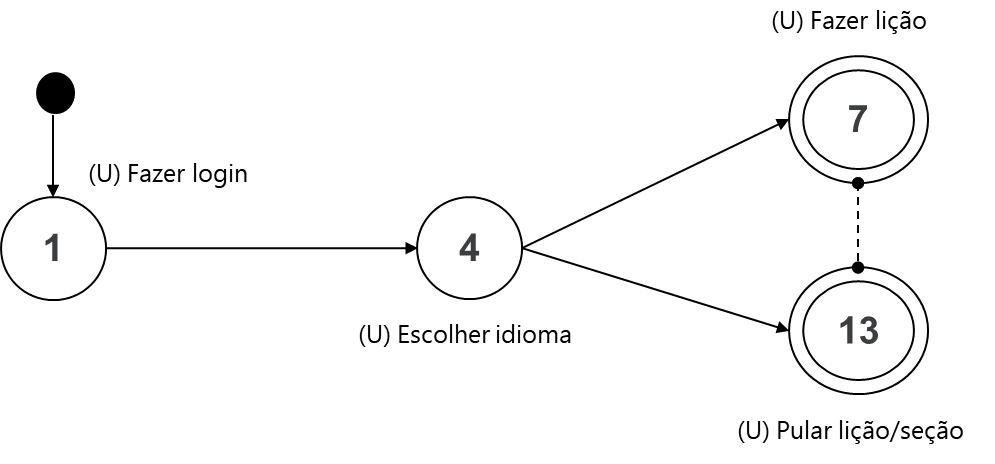 (U) Fazer lição
7
(U) Fazer login
1
4
(U) Escolher idioma
13
(U) Pular lição/seção